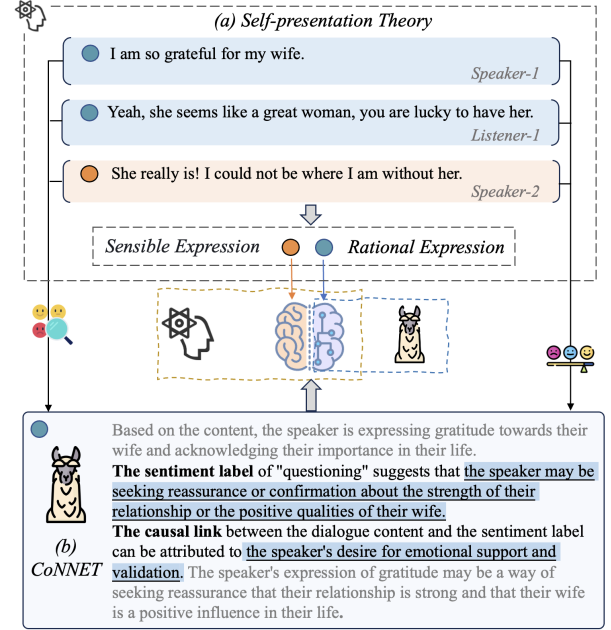 (a) Self-presentation Theory
I am so grateful for my wife.
Speaker-1
Yeah, she seems like a great woman, you are lucky to have her.
Listener-1
She really is! I could not be where I am without her.
Speaker-2
Sensible Expression
Rational Expression
Based on the content, the speaker is expressing gratitude towards their
wife and acknowledging their importance in their life.
The sentiment label of "questioning" suggests that the speaker may be
seeking reassurance or confirmation about the strength of their
relationship or the positive qualities of their wife.
The causal link between the dialogue content and the sentiment label
can be attributed to the speaker's desire for emotional support and
validation. The speaker's expression of gratitude may be a way of
seeking reassurance that their relationship is strong and that their wife
is a positive influence in their life.
(b)
CoNNET